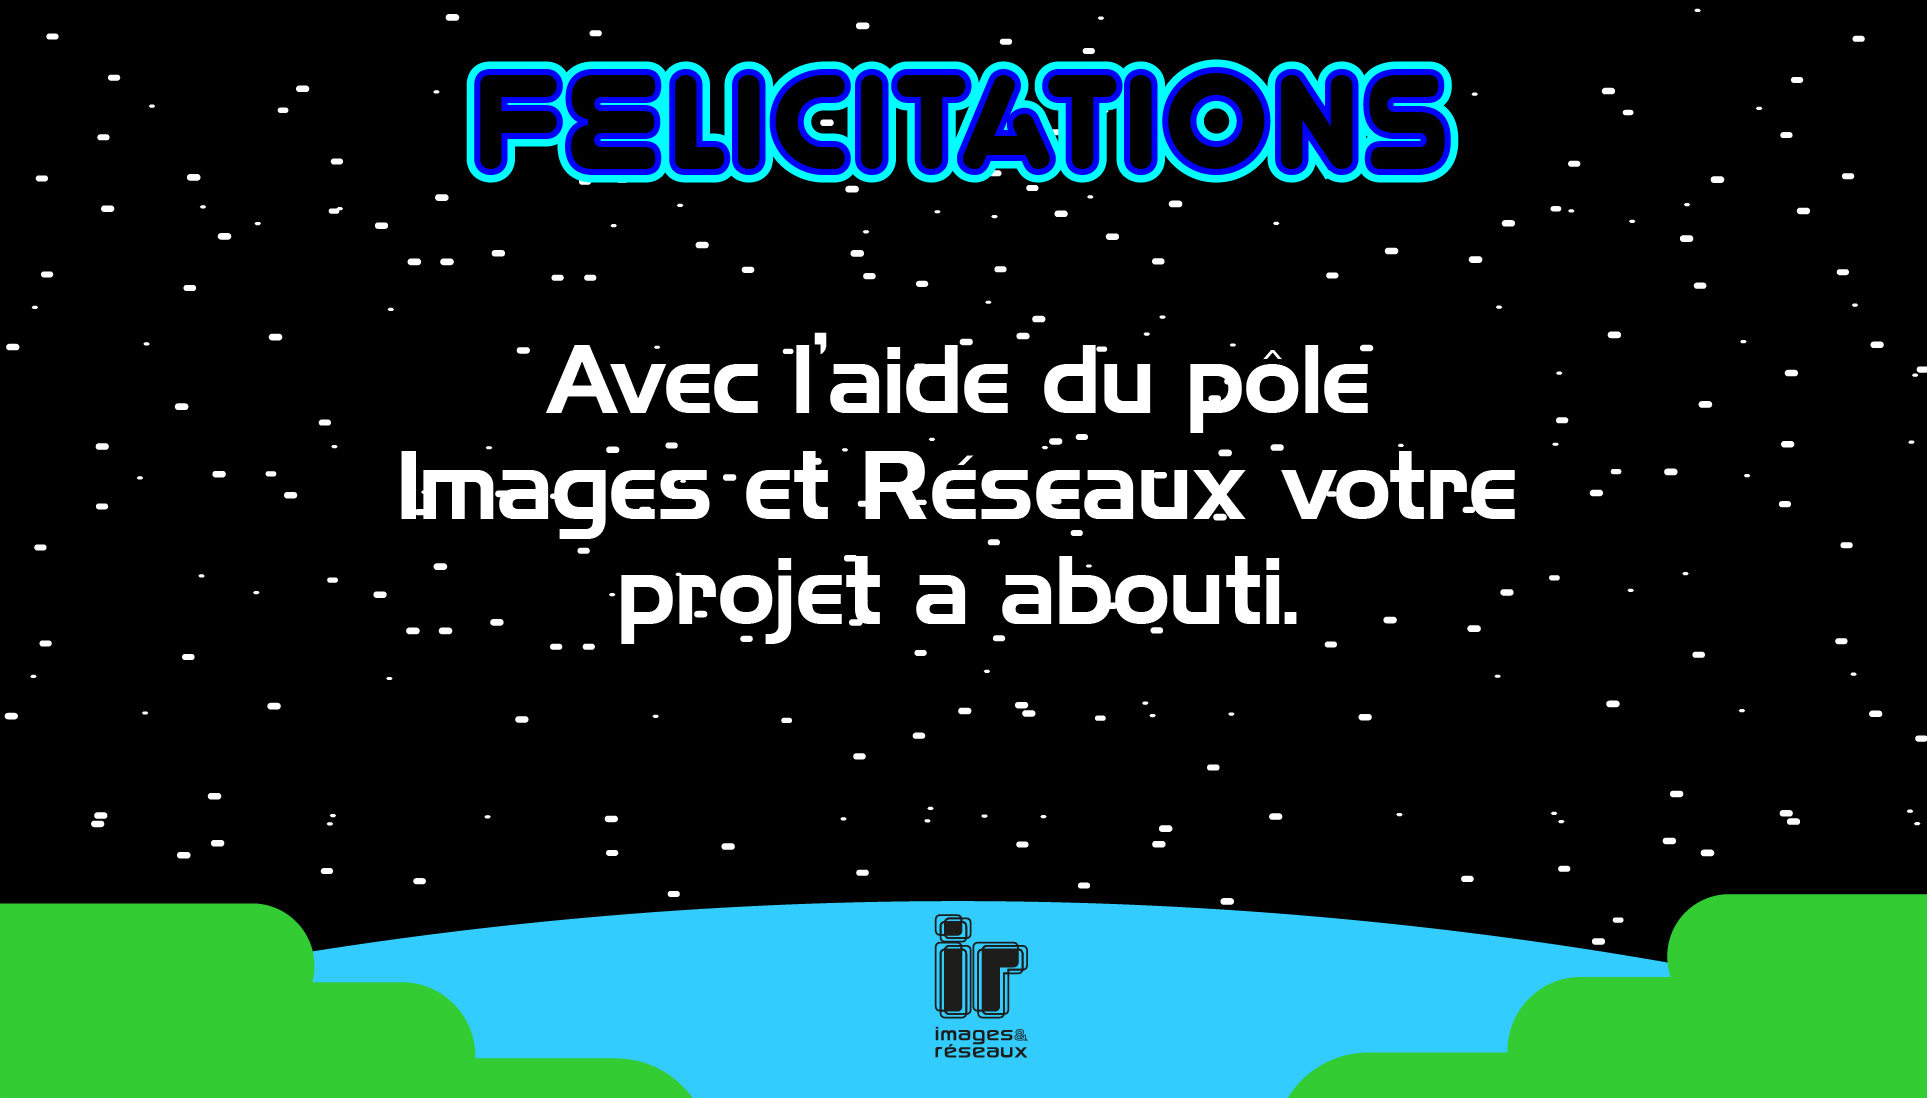 FELICITATIONS
Avec l'aide du pôle
Images et Réseaux votre
projet a abouti.
ir
images&
réseaux